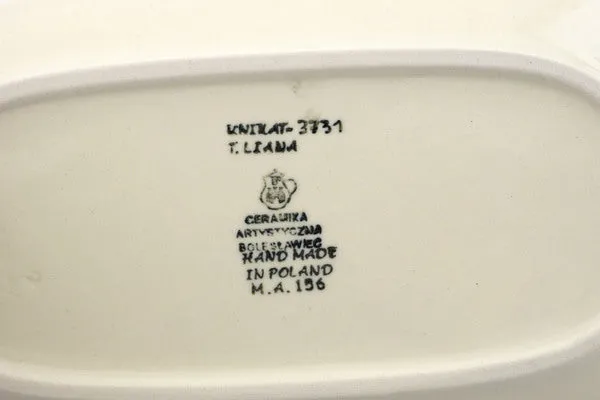 UNIKAT-3731
T. LIANA
CERAMIKA
ARTYSTYCZNA
BOLESŁAWIEC
HAND MADE
IN POLAND
M.A. 156